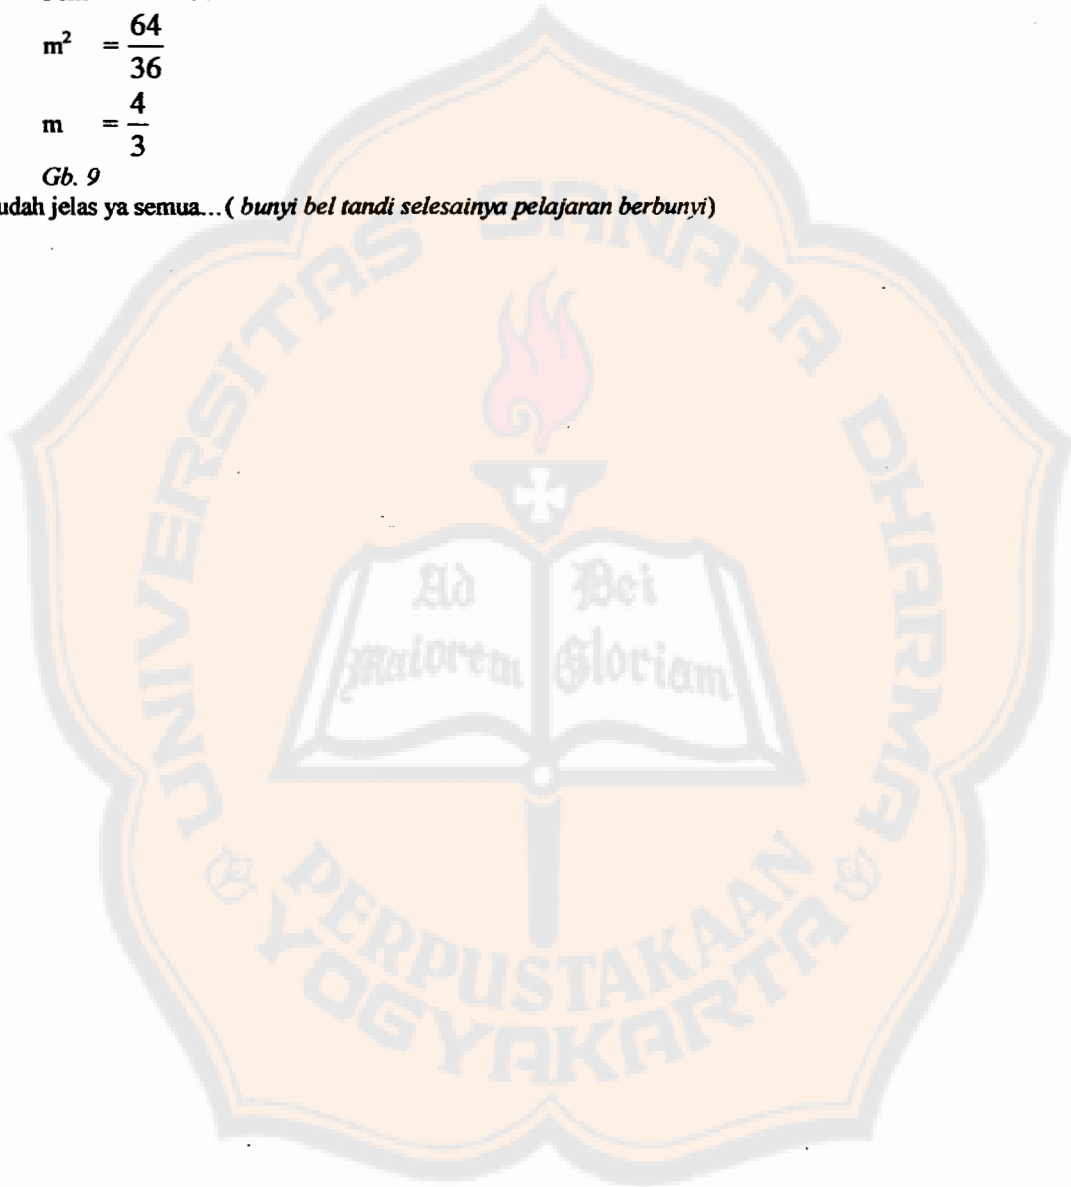 m² = 64/36
m = 4/3
Gb. 9
udah jelas ya semua... ( bunyi bel tandi selesainya pelajaran berbunyi)
UNIVERSITAS SANATA DHARMA
Ad Dei
maiorem Gloriam
PERPUSTAKAAN
YOGYAKARTA